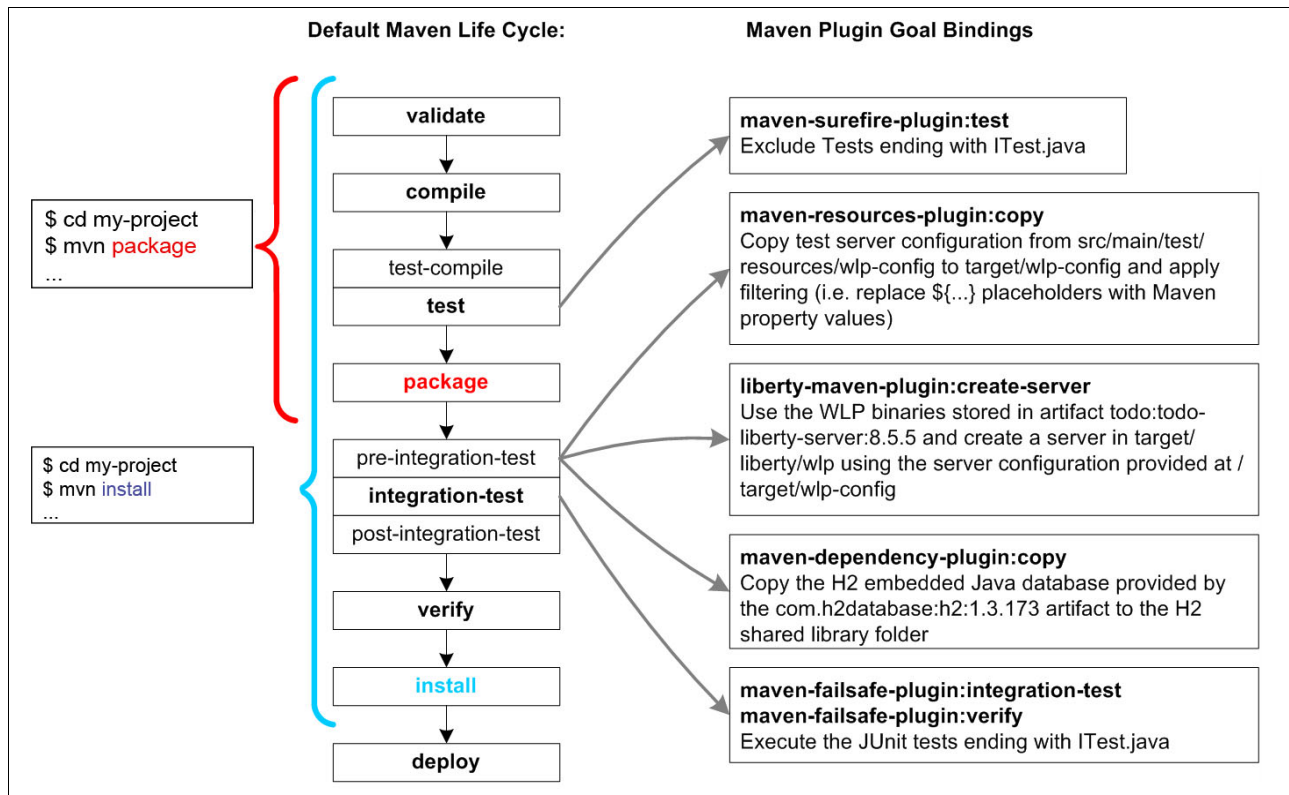 Default Maven Life Cycle:
Maven Plugin Goal Bindings
$ cd my-project
$ mvn package
...
$ cd my-project
$ mvn install
...
validate
compile
test-compile
test
package
pre-integration-test
integration-test
post-integration-test
verify
install
deploy
maven-surefire-plugin:test
Exclude Tests ending with ITest.java
maven-resources-plugin:copy
Copy test server configuration from src/main/test/
resources/wlp-config to target/wlp-config and apply
filtering (i.e. replace ${...} placeholders with Maven
property values)
liberty-maven-plugin:create-server
Use the WLP binaries stored in artifact todo:todo-
liberty-server:8.5.5 and create a server in target/
liberty/wlp using the server configuration provided at /
target/wlp-config
maven-dependency-plugin:copy
Copy the H2 embedded Java database provided by
the com.h2database:h2:1.3.173 artifact to the H2
shared library folder
maven-failsafe-plugin:integration-test
maven-failsafe-plugin:verify
Execute the JUnit tests ending with ITest.java